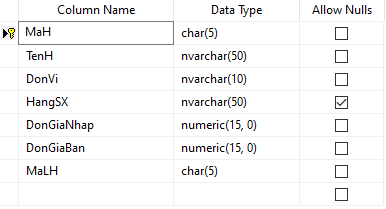 Column Name Data Type Allow Nulls
MaH char(5)
TenH nvarchar(50)
DonVi nvarchar(10)
HangSX nvarchar(50)
DonGiaNhap numeric(15, 0)
DonGiaBan numeric(15, 0)
MaLH char(5)